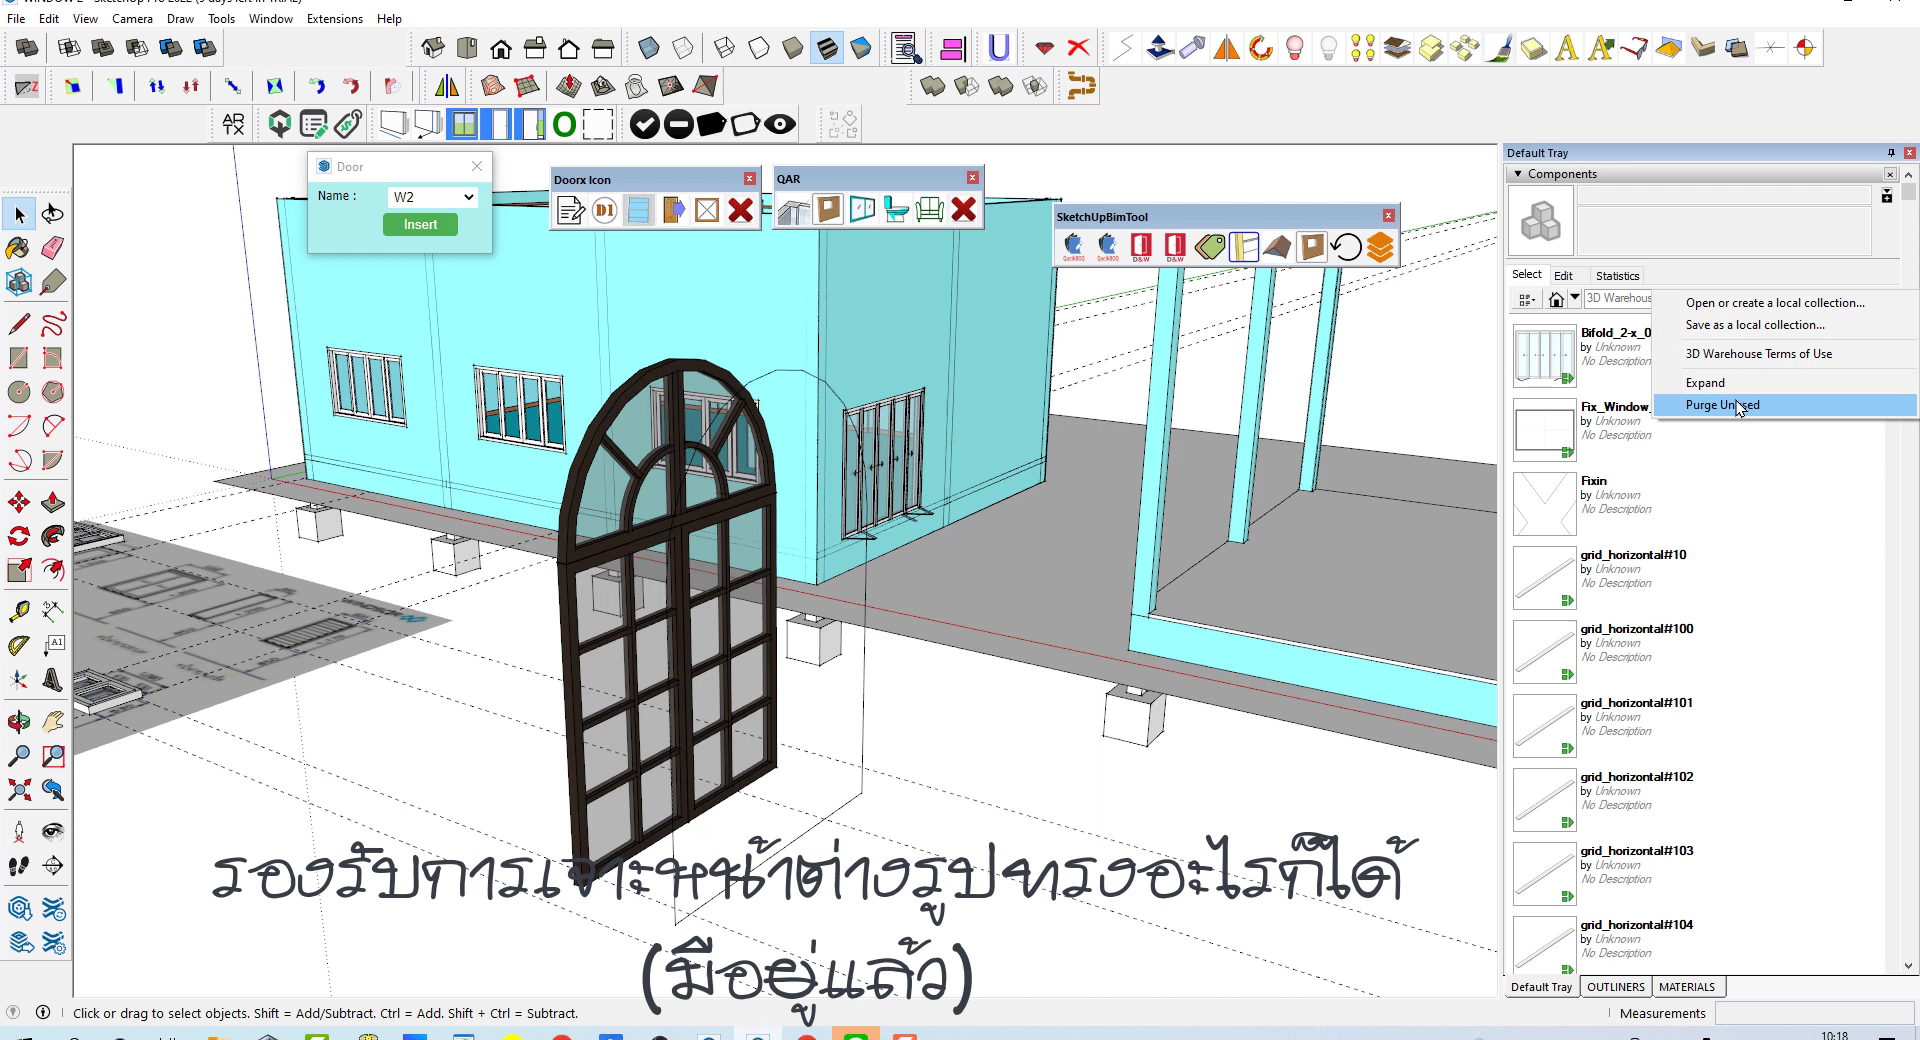 File Edit View Camera Draw Tools Window Extensions Help
AR
TX
Door
Name :
W2
Insert
Doorx Icon
D1
QAR
SketchUpBimTool
D&W
D&W
Default Tray
Components
Select
Edit
Statistics
3D Warehous
Open or create a local collection...
Save as a local collection...
3D Warehouse Terms of Use
Expand
Purge Unused
Bifold_2-x_0
by Unknown
No Description
Fix_Window_
by Unknown
No Description
Fixin
by Unknown
No Description
grid_horizontal#10
by Unknown
No Description
grid_horizontal#100
by Unknown
No Description
grid_horizontal#101
by Unknown
No Description
grid_horizontal#102
by Unknown
No Description
grid_horizontal#103
by Unknown
No Description
grid_horizontal#104
by Unknown
No Description
รองรับการเจาะหน้าต่างรูปทรงอะไรก็ได้
(มีอยู่แล้ว)
Default Tray
OUTLINERS
MATERIALS
Click or drag to select objects. Shift = Add/Subtract. Ctrl = Add. Shift + Ctrl = Subtract.
Measurements
10:18